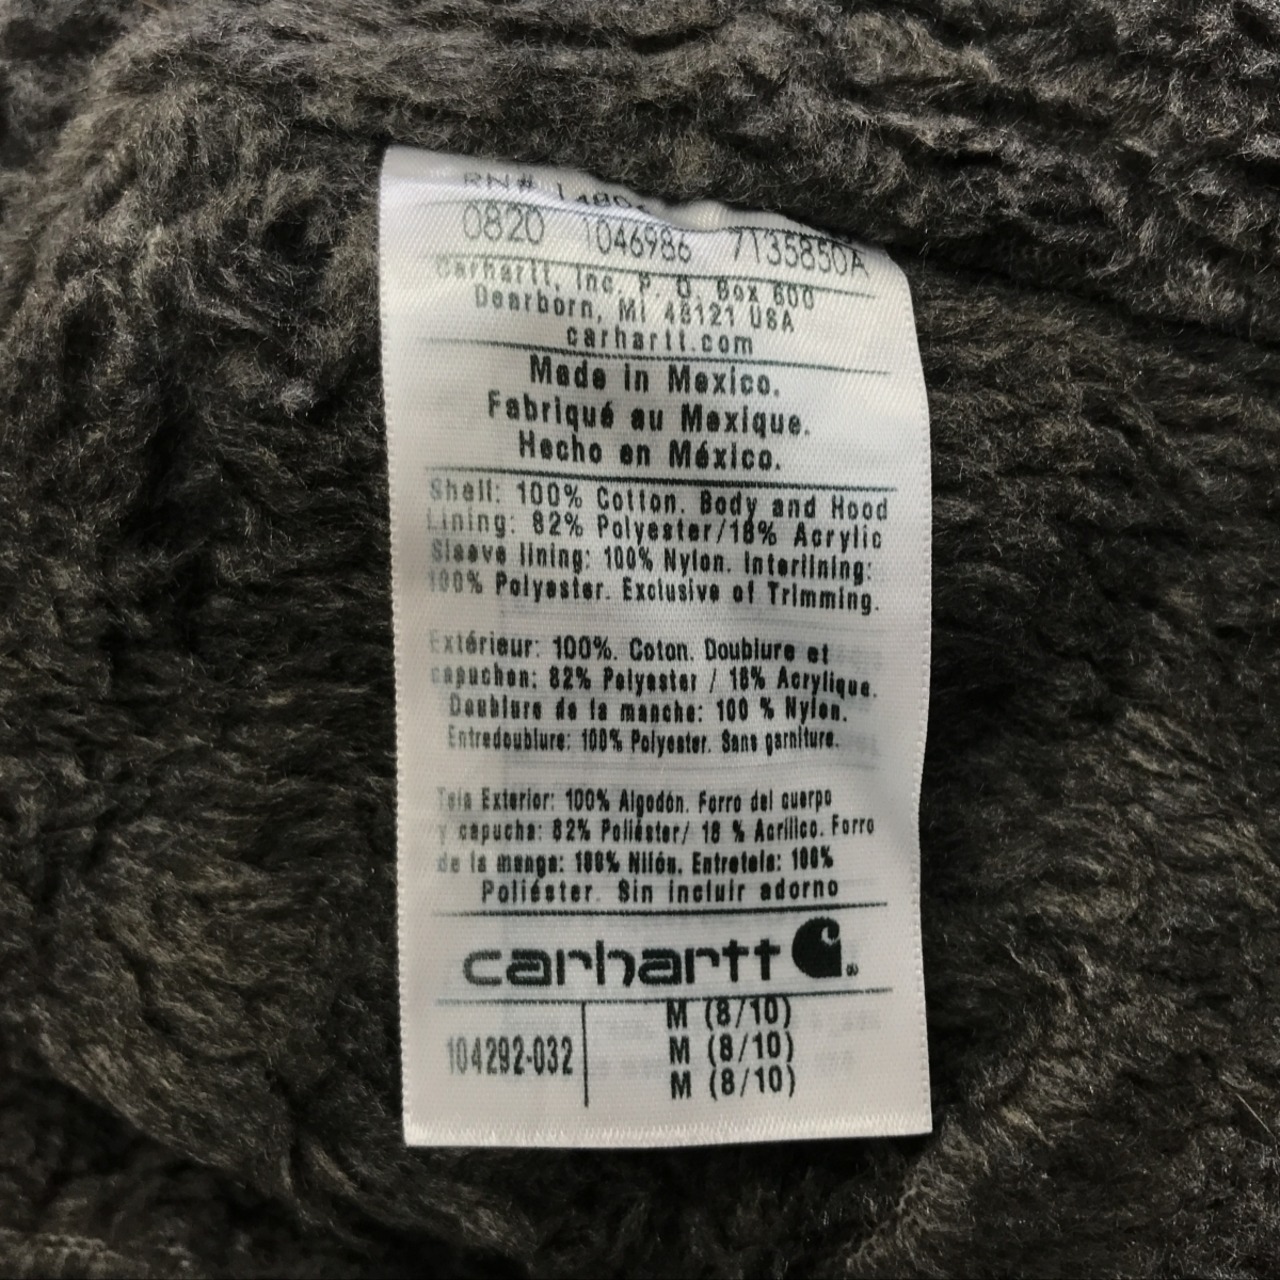 RN# 14806
0820 1046986 7135850A
Carhartt, Inc. P. O. Box 600
Dearborn, MI 48121 USA
carhartt.com
Made in Mexico.
Fabriqué au Mexique.
Hecho en México.
Shell: 100% Cotton. Body and Hood
Lining: 82% Polyester/18% Acrylic
Sleeve lining: 100% Nylon. Interlining:
100% Polyester. Exclusive of Trimming.
Extérieur: 100%. Coton. Doublure et
capuchon: 82% Polyester / 18% Acrylique.
Doublure de la manche: 100 % Nylon.
Entredoublure: 100% Polyester. Sans garniture.
Tela Exterior: 100% Algodón. Forro del cuerpo
y capucha: 82% Poliéster/ 18 % Acrílico. Forro
de la manga: 100% Nilón. Entretela: 100%
Poliéster. Sin incluir adorno
carhartt
104292-032
M (8/10)
M (8/10)
M (8/10)